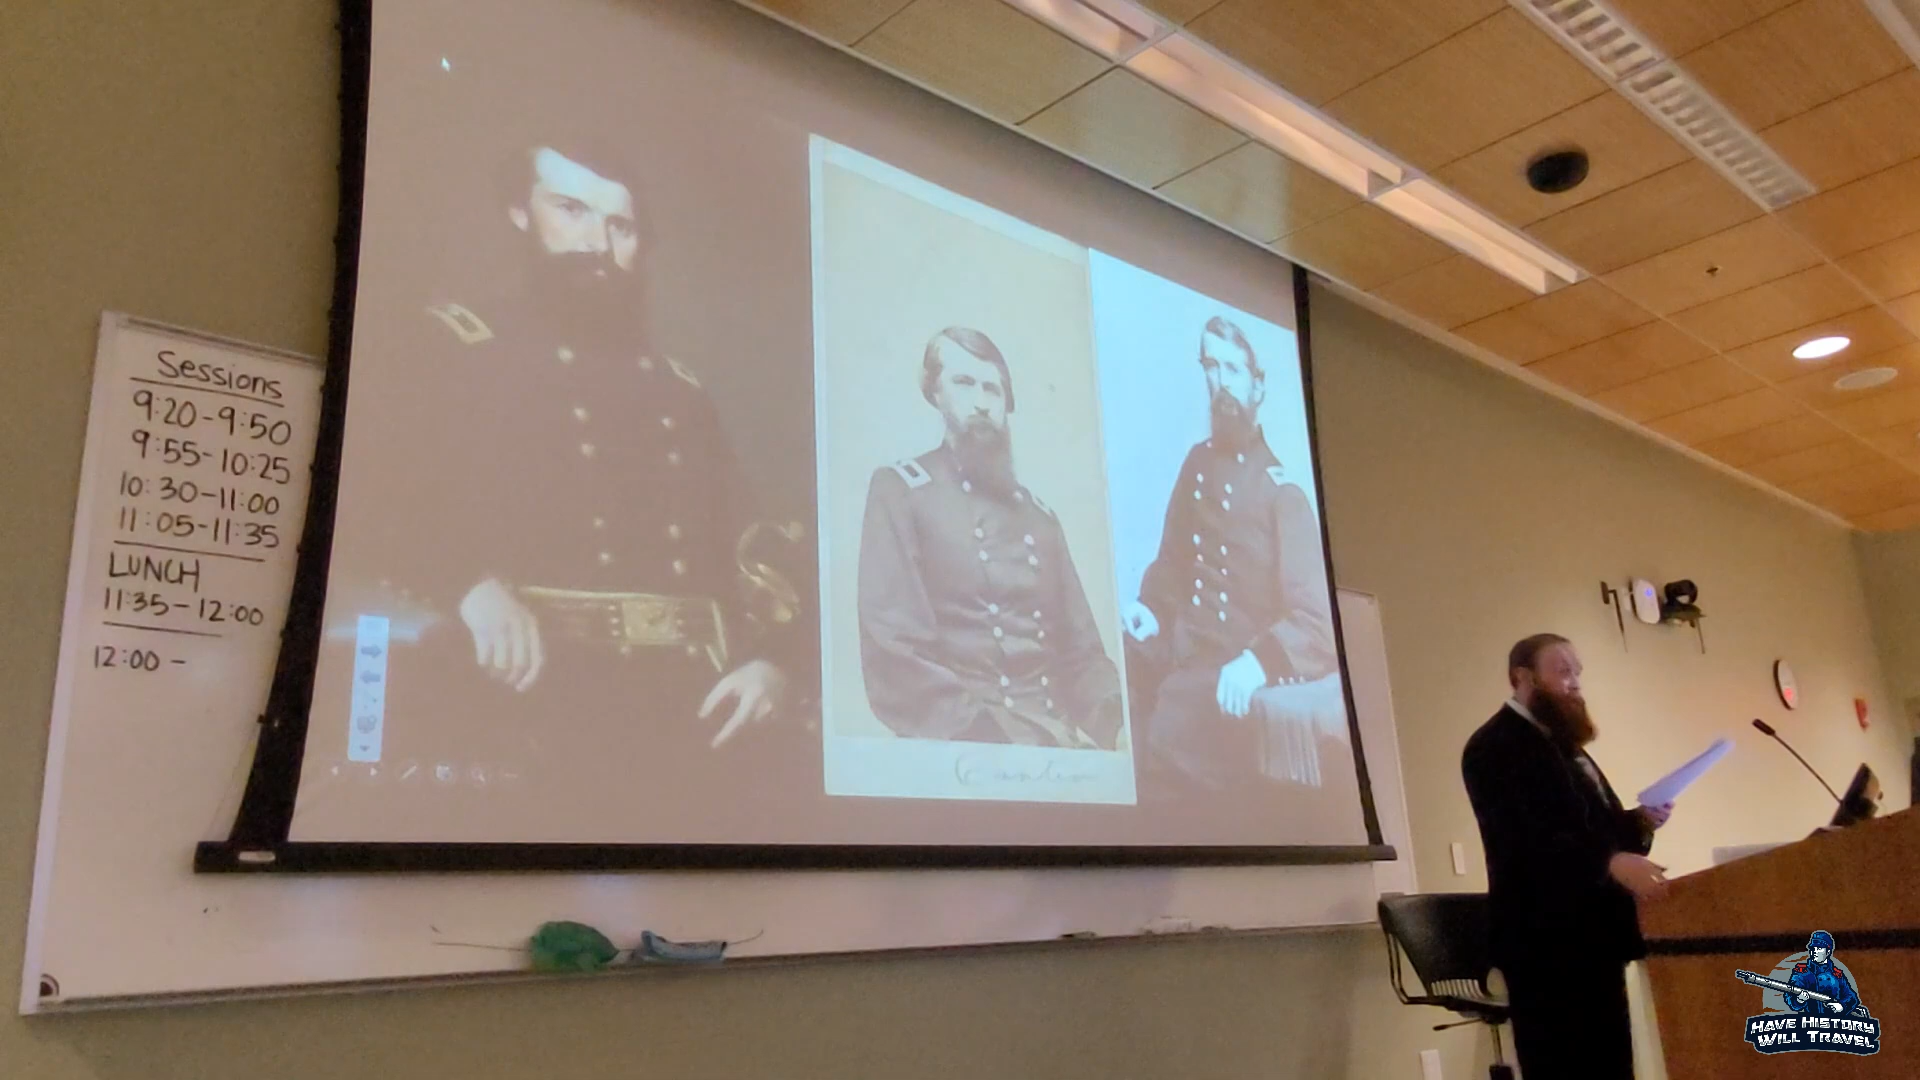 Sessions
9:20-9:50
9:55-10:25
10:30-11:00
11:05-11:35
LUNCH
11:35-12:00
12:00-
HAVE HISTORY
WILL TRAVEL